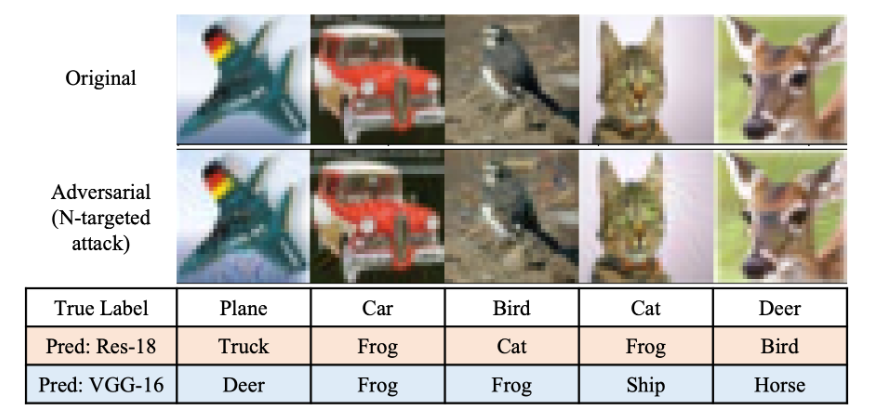 Original
Adversarial
(N-targeted
attack)
True Label Plane Car Bird Cat Deer
Pred: Res-18 Truck Frog Cat Frog Bird
Pred: VGG-16 Deer Frog Frog Ship Horse